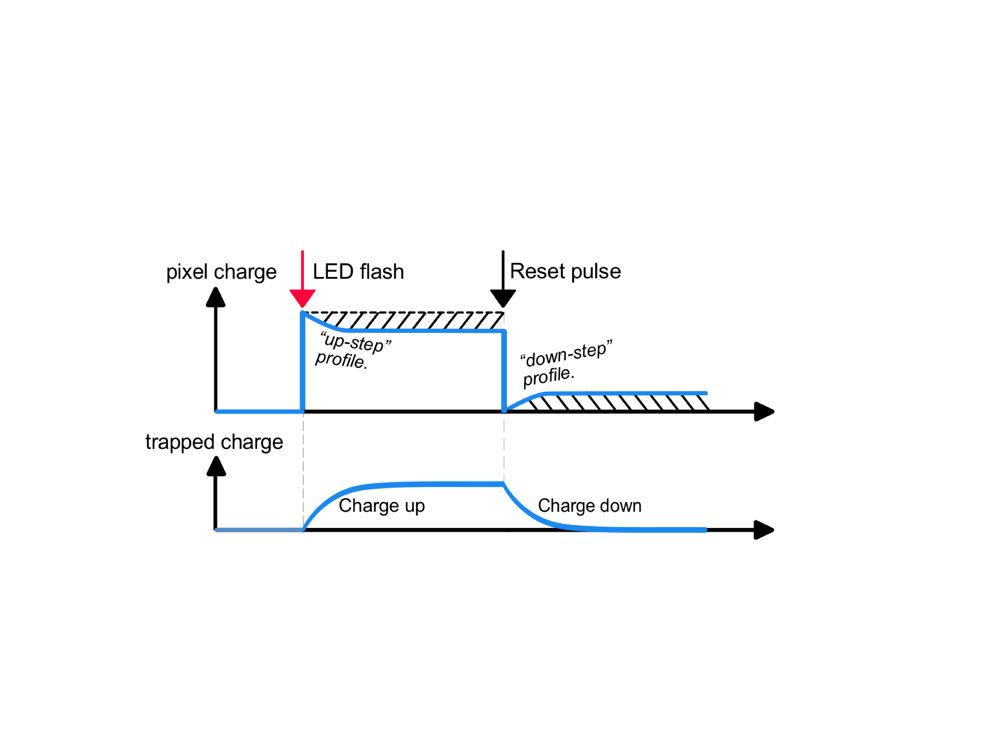 pixel charge
LED flash
Reset pulse
“up-step”
profile.
“down-step”
profile.
trapped charge
Charge up
Charge down